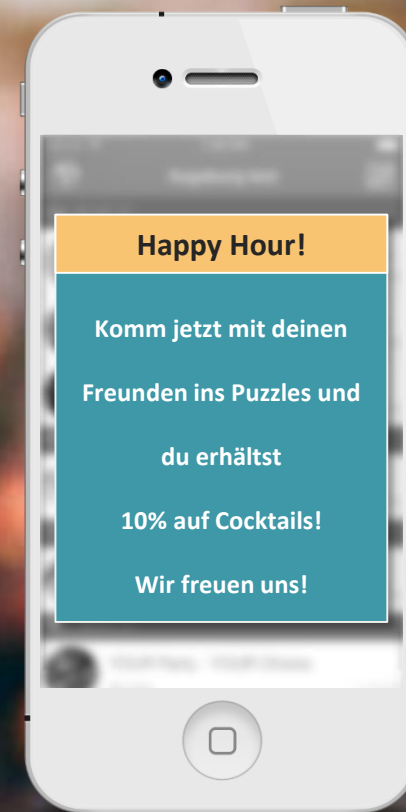 Happy Hour!
Komm jetzt mit deinen
Freunden ins Puzzles und
du erhältst
10% auf Cocktails!
Wir freuen uns!